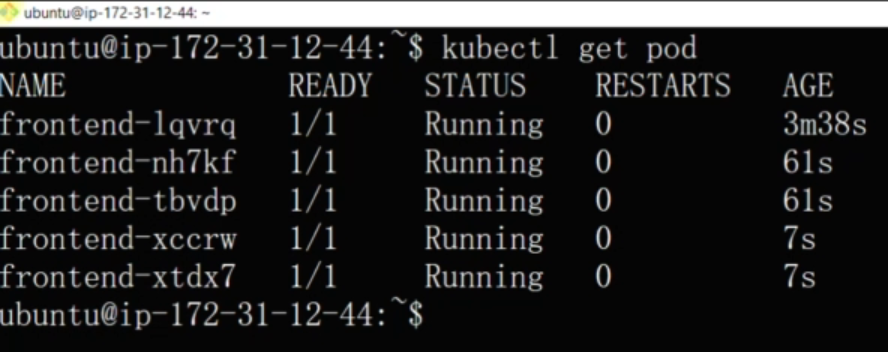 ubuntu@ip-172-31-12-44: ~
ubuntu@ip-172-31-12-44:~$ kubectl get pod
NAME READY STATUS RESTARTS AGE
frontend-lqvrq 1/1 Running 0 3m38s
frontend-nh7kf 1/1 Running 0 61s
frontend-tbvdp 1/1 Running 0 61s
frontend-xccrw 1/1 Running 0 7s
frontend-xtdx7 1/1 Running 0 7s
ubuntu@ip-172-31-12-44:~$